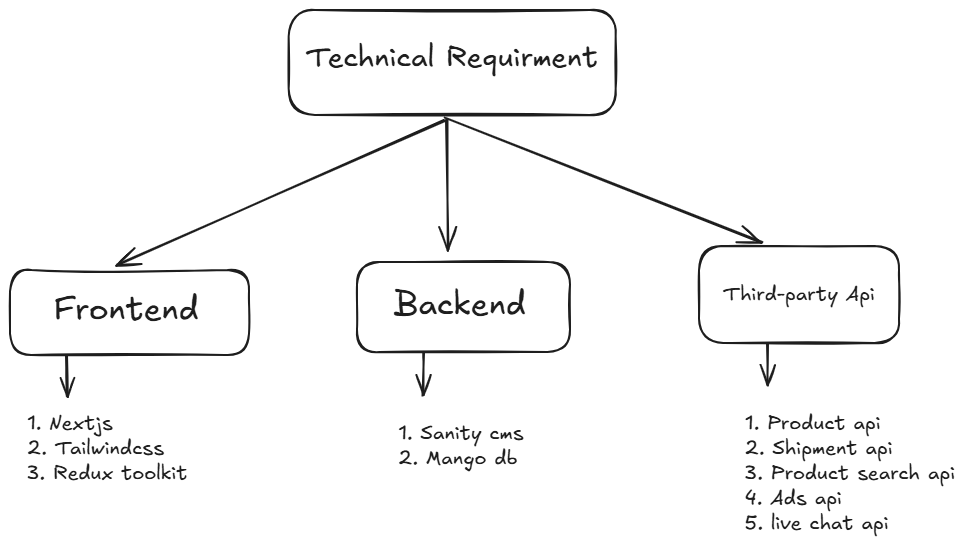 Technical Requirment
Frontend
Backend
Third-party Api
1. Nextjs
2. Tailwindcss
3. Redux toolkit
1. Sanity cms
2. Mango db
1. Product api
2. Shipment api
3. Product search api
4. Ads api
5. live chat api